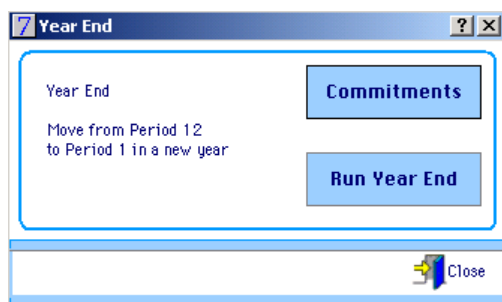 7 Year End ? X
Year End
Commitments
Move from Period 12
to Period 1 in a new year
Run Year End
Close